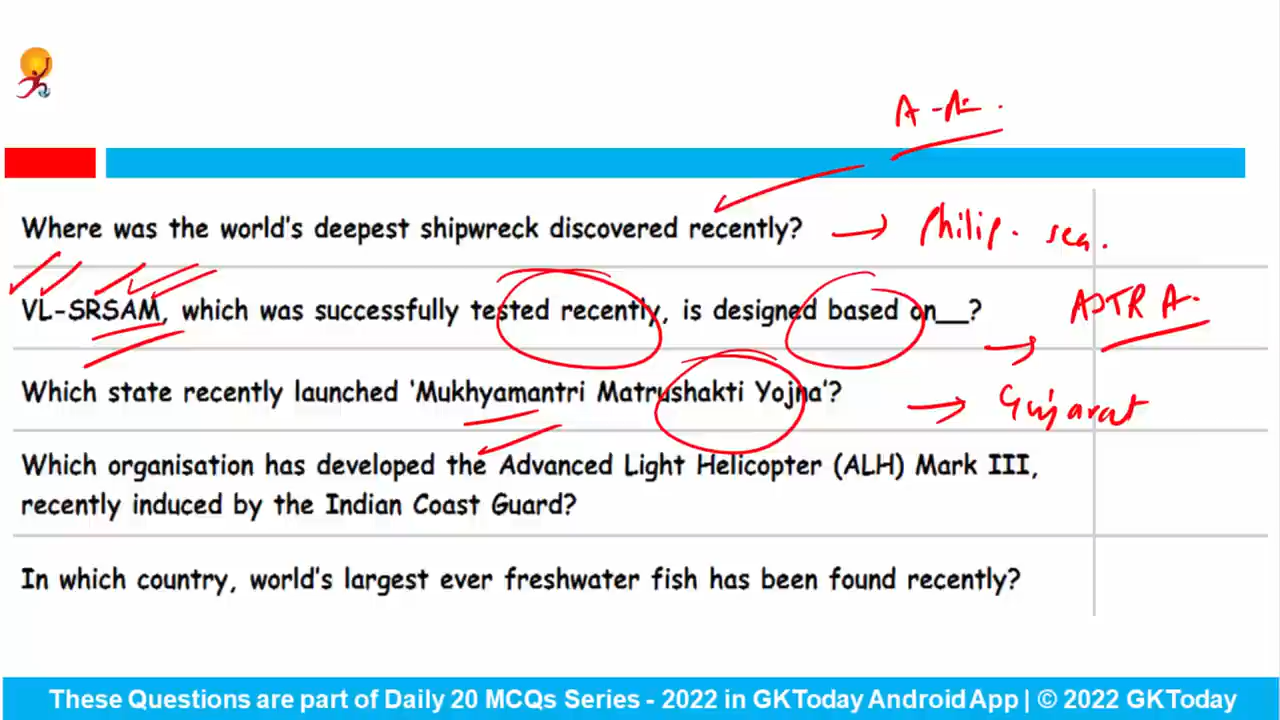 A-A.
Where was the world's deepest shipwreck discovered recently? → Philip. sea.
VL-SRSAM, which was successfully tested recently, is designed based on__? → ASTRA.
Which state recently launched 'Mukhyamantri Matrushakti Yojna'? → Gujarat
Which organisation has developed the Advanced Light Helicopter (ALH) Mark III,
recently induced by the Indian Coast Guard?
In which country, world's largest ever freshwater fish has been found recently?
These Questions are part of Daily 20 MCQs Series - 2022 in GKToday Android App | © 2022 GKToday